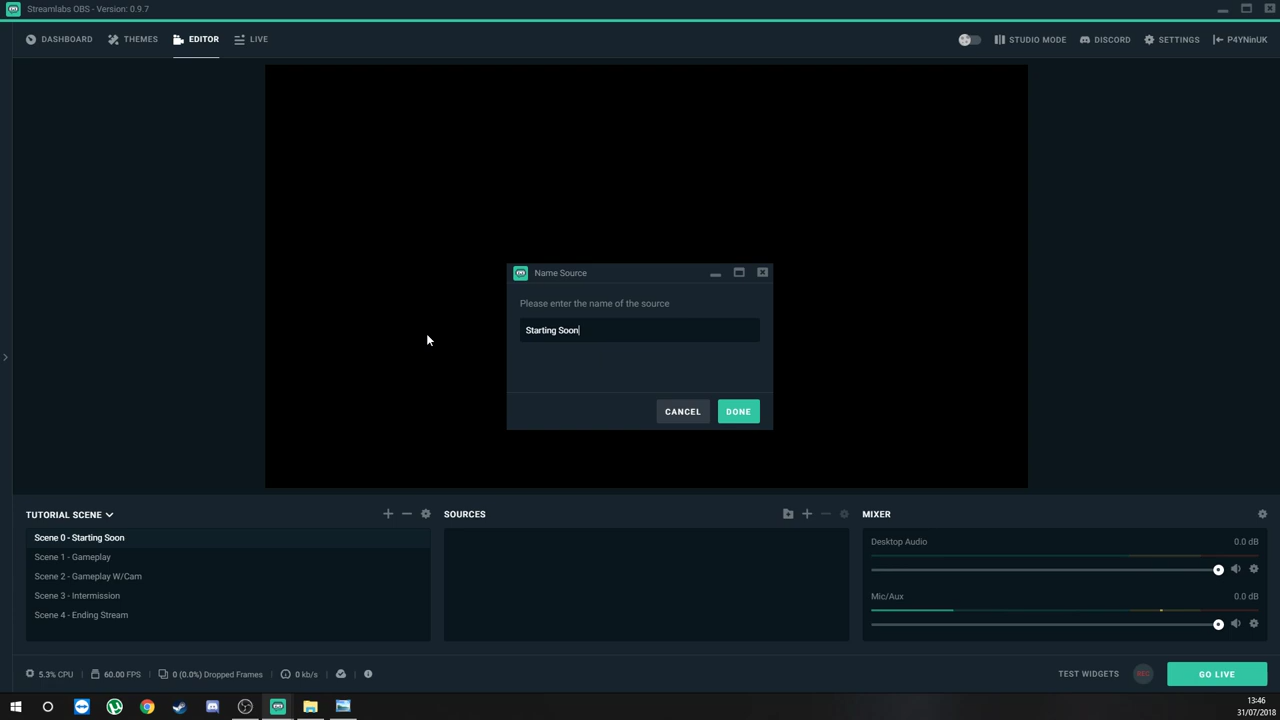 Streamlabs OBS - Version: 0.9.7
DASHBOARD
THEMES
EDITOR
LIVE
STUDIO MODE
DISCORD
SETTINGS
P4YNinUK
Name Source
Please enter the name of the source
Starting Soon
CANCEL
DONE
TUTORIAL SCENE
Scene 0 - Starting Soon
Scene 1 - Gameplay
Scene 2 - Gameplay W/Cam
Scene 3 - Intermission
Scene 4 - Ending Stream
SOURCES
MIXER
Desktop Audio
0.0 dB
Mic/Aux
0.0 dB
5.3% CPU
60.00 FPS
0 (0.0%) Dropped Frames
0 kb/s
TEST WIDGETS
REC
GO LIVE
13:46
31/07/2018